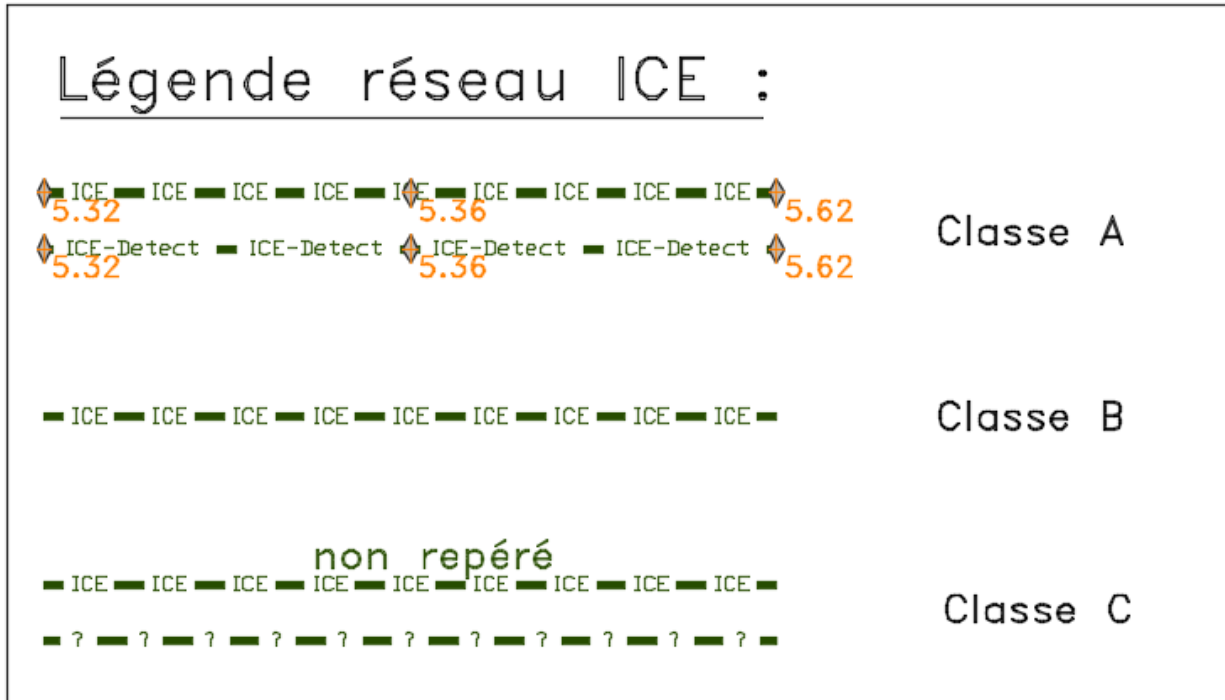 Légende réseau ICE :
ICE ICE ICE ICE ICE ICE ICE ICE ICE
5.32 5.36 5.62
Classe A
ICE-Detect ICE-Detect ICE-Detect ICE-Detect
5.32 5.36 5.62
ICE ICE ICE ICE ICE ICE ICE ICE ICE
Classe B
non repéré
ICE ICE ICE ICE ICE ICE ICE ICE ICE
Classe C
? ? ? ? ? ? ? ? ? ? ?